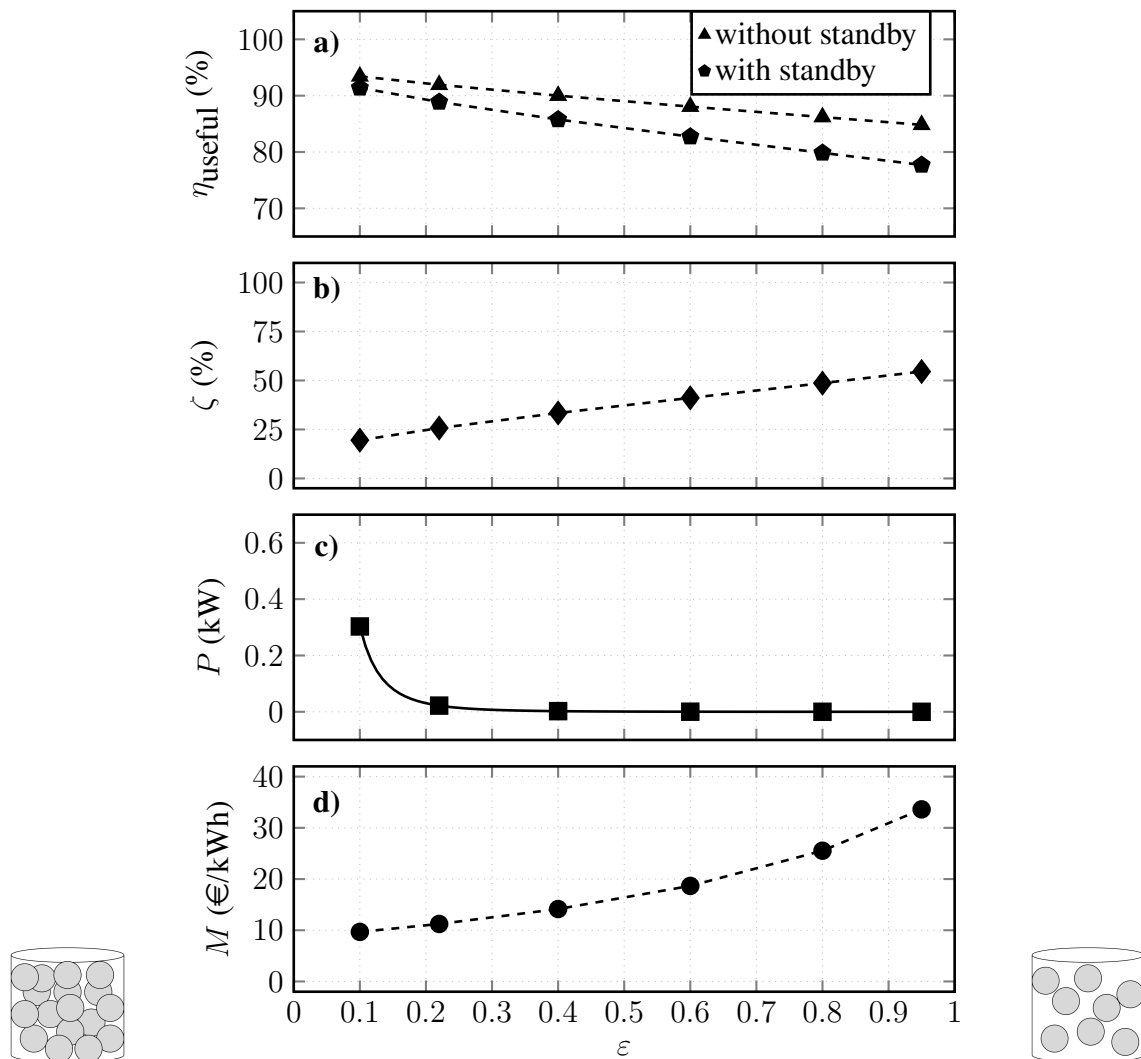 a)
without standby
with standby
100
90
80
70
η_useful (%)
b)
100
75
50
25
0
ζ (%)
c)
0.6
0.4
0.2
0
P (kW)
d)
40
30
20
10
0
M (€/kWh)
0 0.1 0.2 0.3 0.4 0.5 0.6 0.7 0.8 0.9 1
ε